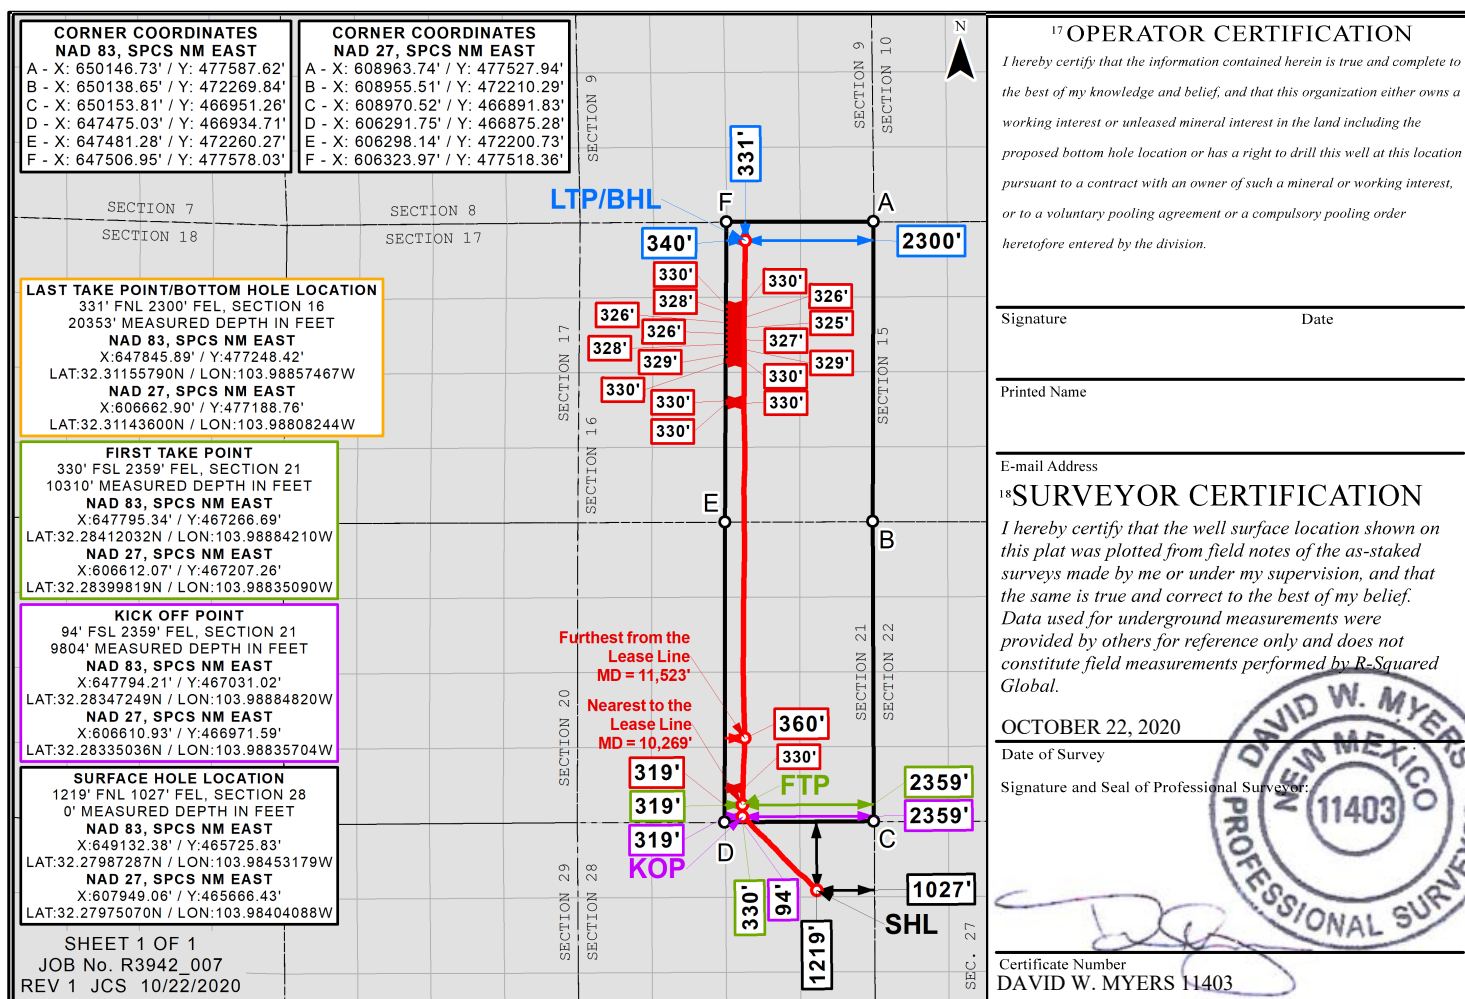 CORNER COORDINATES
NAD 83, SPCS NM EAST
A - X: 650146.73' / Y: 477587.62'
B - X: 650138.65' / Y: 472269.84'
C - X: 650153.81' / Y: 466951.26'
D - X: 647475.03' / Y: 466934.71'
E - X: 647481.28' / Y: 472260.27'
F - X: 647506.95' / Y: 477578.03'
CORNER COORDINATES
NAD 27, SPCS NM EAST
A - X: 608963.74' / Y: 477527.94'
B - X: 608955.51' / Y: 472210.29'
C - X: 608970.52' / Y: 466891.83'
D - X: 606291.75' / Y: 466875.28'
E - X: 606298.14' / Y: 472200.73'
F - X: 606323.97' / Y: 477518.36'
SECTION 7
SECTION 18
SECTION 8
SECTION 17
SECTION 9
SECTION 9
SECTION 10
N
LAST TAKE POINT/BOTTOM HOLE LOCATION
331' FNL 2300' FEL, SECTION 16
20353' MEASURED DEPTH IN FEET
NAD 83, SPCS NM EAST
X:647845.89' / Y:477248.42'
LAT:32.31155790N / LON:103.98857467W
NAD 27, SPCS NM EAST
X:606662.90' / Y:477188.76'
LAT:32.31143600N / LON:103.98808244W
FIRST TAKE POINT
330' FSL 2359' FEL, SECTION 21
10310' MEASURED DEPTH IN FEET
NAD 83, SPCS NM EAST
X:647795.34' / Y:467266.69'
LAT:32.28412032N / LON:103.98884210W
NAD 27, SPCS NM EAST
X:606612.07' / Y:467207.26'
LAT:32.28399819N / LON:103.98835090W
KICK OFF POINT
94' FSL 2359' FEL, SECTION 21
9804' MEASURED DEPTH IN FEET
NAD 83, SPCS NM EAST
X:647794.21' / Y:467031.02'
LAT:32.28347249N / LON:103.98884820W
NAD 27, SPCS NM EAST
X:606610.93' / Y:466971.59'
LAT:32.28335036N / LON:103.98835704W
SURFACE HOLE LOCATION
1219' FNL 1027' FEL, SECTION 28
0' MEASURED DEPTH IN FEET
NAD 83, SPCS NM EAST
X:649132.38' / Y:465725.83'
LAT:32.27987287N / LON:103.98453179W
NAD 27, SPCS NM EAST
X:607949.06' / Y:465666.43'
LAT:32.27975070N / LON:103.98404088W
SHEET 1 OF 1
JOB No. R3942_007
REV 1 JCS 10/22/2020
331'
LTP/BHL
F
A
340'
2300'
330'
330'
328'
326'
326'
325'
326'
327'
328'
329'
329'
330'
330'
330'
330'
330'
SECTION 17
SECTION 16
SECTION 15
E
B
Furthest from the
Lease Line
MD = 11,523'
Nearest to the
Lease Line
MD = 10,269'
360'
330'
319'
FTP
319'
2359'
319'
2359'
KOP
D
C
330'
94'
1219'
1027'
SHL
SECTION 20
SECTION 21
SECTION 22
SECTION 29
SECTION 28
SEC. 27
17 OPERATOR CERTIFICATION
I hereby certify that the information contained herein is true and complete to
the best of my knowledge and belief, and that this organization either owns a
working interest or unleased mineral interest in the land including the
proposed bottom hole location or has a right to drill this well at this location
pursuant to a contract with an owner of such a mineral or working interest,
or to a voluntary pooling agreement or a compulsory pooling order
heretofore entered by the division.
Signature Date
Printed Name
E-mail Address
18 SURVEYOR CERTIFICATION
I hereby certify that the well surface location shown on
this plat was plotted from field notes of the as-staked
surveys made by me or under my supervision, and that
the same is true and correct to the best of my belief.
Data used for underground measurements were
provided by others for reference only and does not
constitute field measurements performed by R-Squared
Global.
OCTOBER 22, 2020
Date of Survey
Signature and Seal of Professional Surveyor:
DAVID W. MYERS
NEW MEXICO
11403
PROFESSIONAL SURVEYO
Certificate Number
DAVID W. MYERS 11403